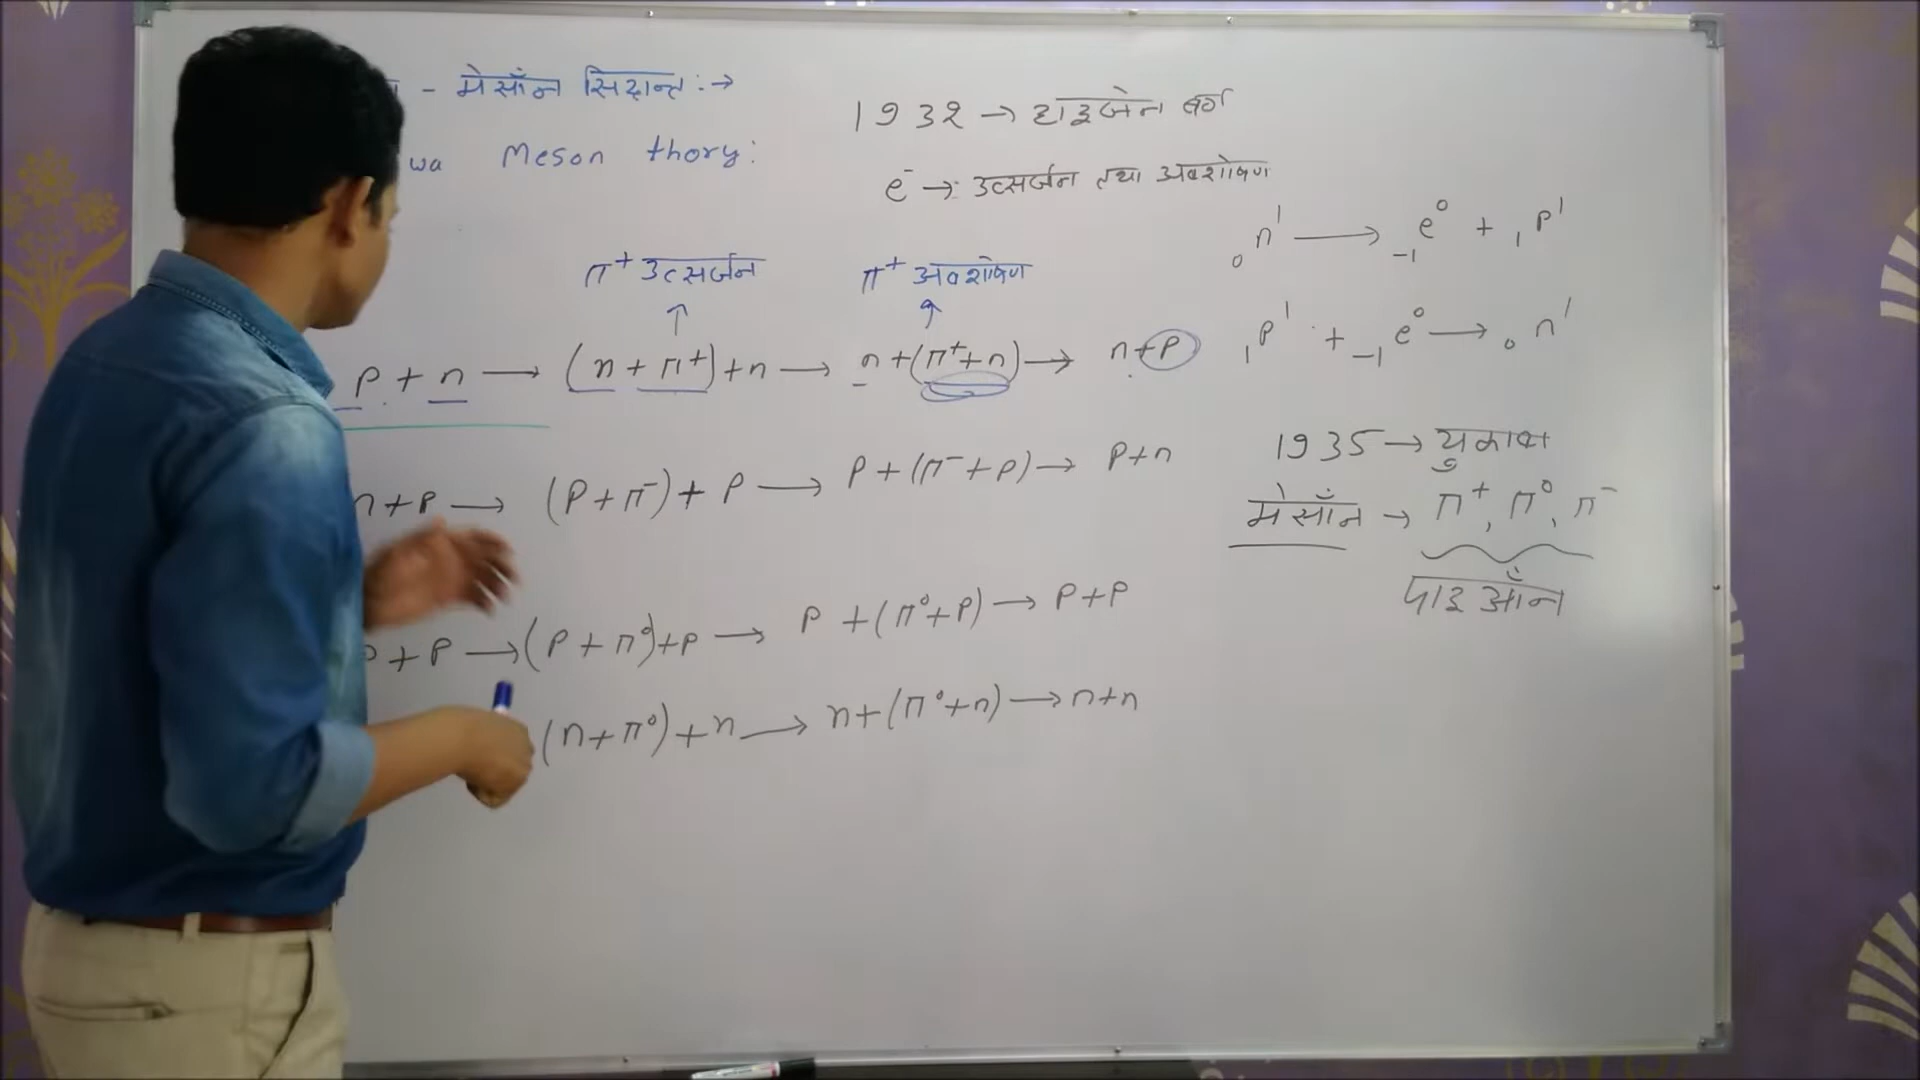 - मेसॉन सिद्धान्त :→
wa Meson thory:
1932 → हाइजेन बर्ग
e⁻ → उत्सर्जन तथा अवशोषण
₀n¹ → ₋₁e⁰ + ₁p¹
₁p¹ + ₋₁e⁰ → ₀n¹
π⁺ उत्सर्जन π⁺ अवशोषण
↑ ↑
p + n → (n + π⁺) + n → n + (π⁺ + n) → n + p
n + p → (p + π⁻) + p → p + (π⁻ + p) → p + n
p + p → (p + π⁰) + p → p + (π⁰ + p) → p + p
(n + π⁰) + n → n + (π⁰ + n) → n + n
1935 → युकावा
मेसॉन → π⁺, π⁰, π⁻
पाइ ऑन